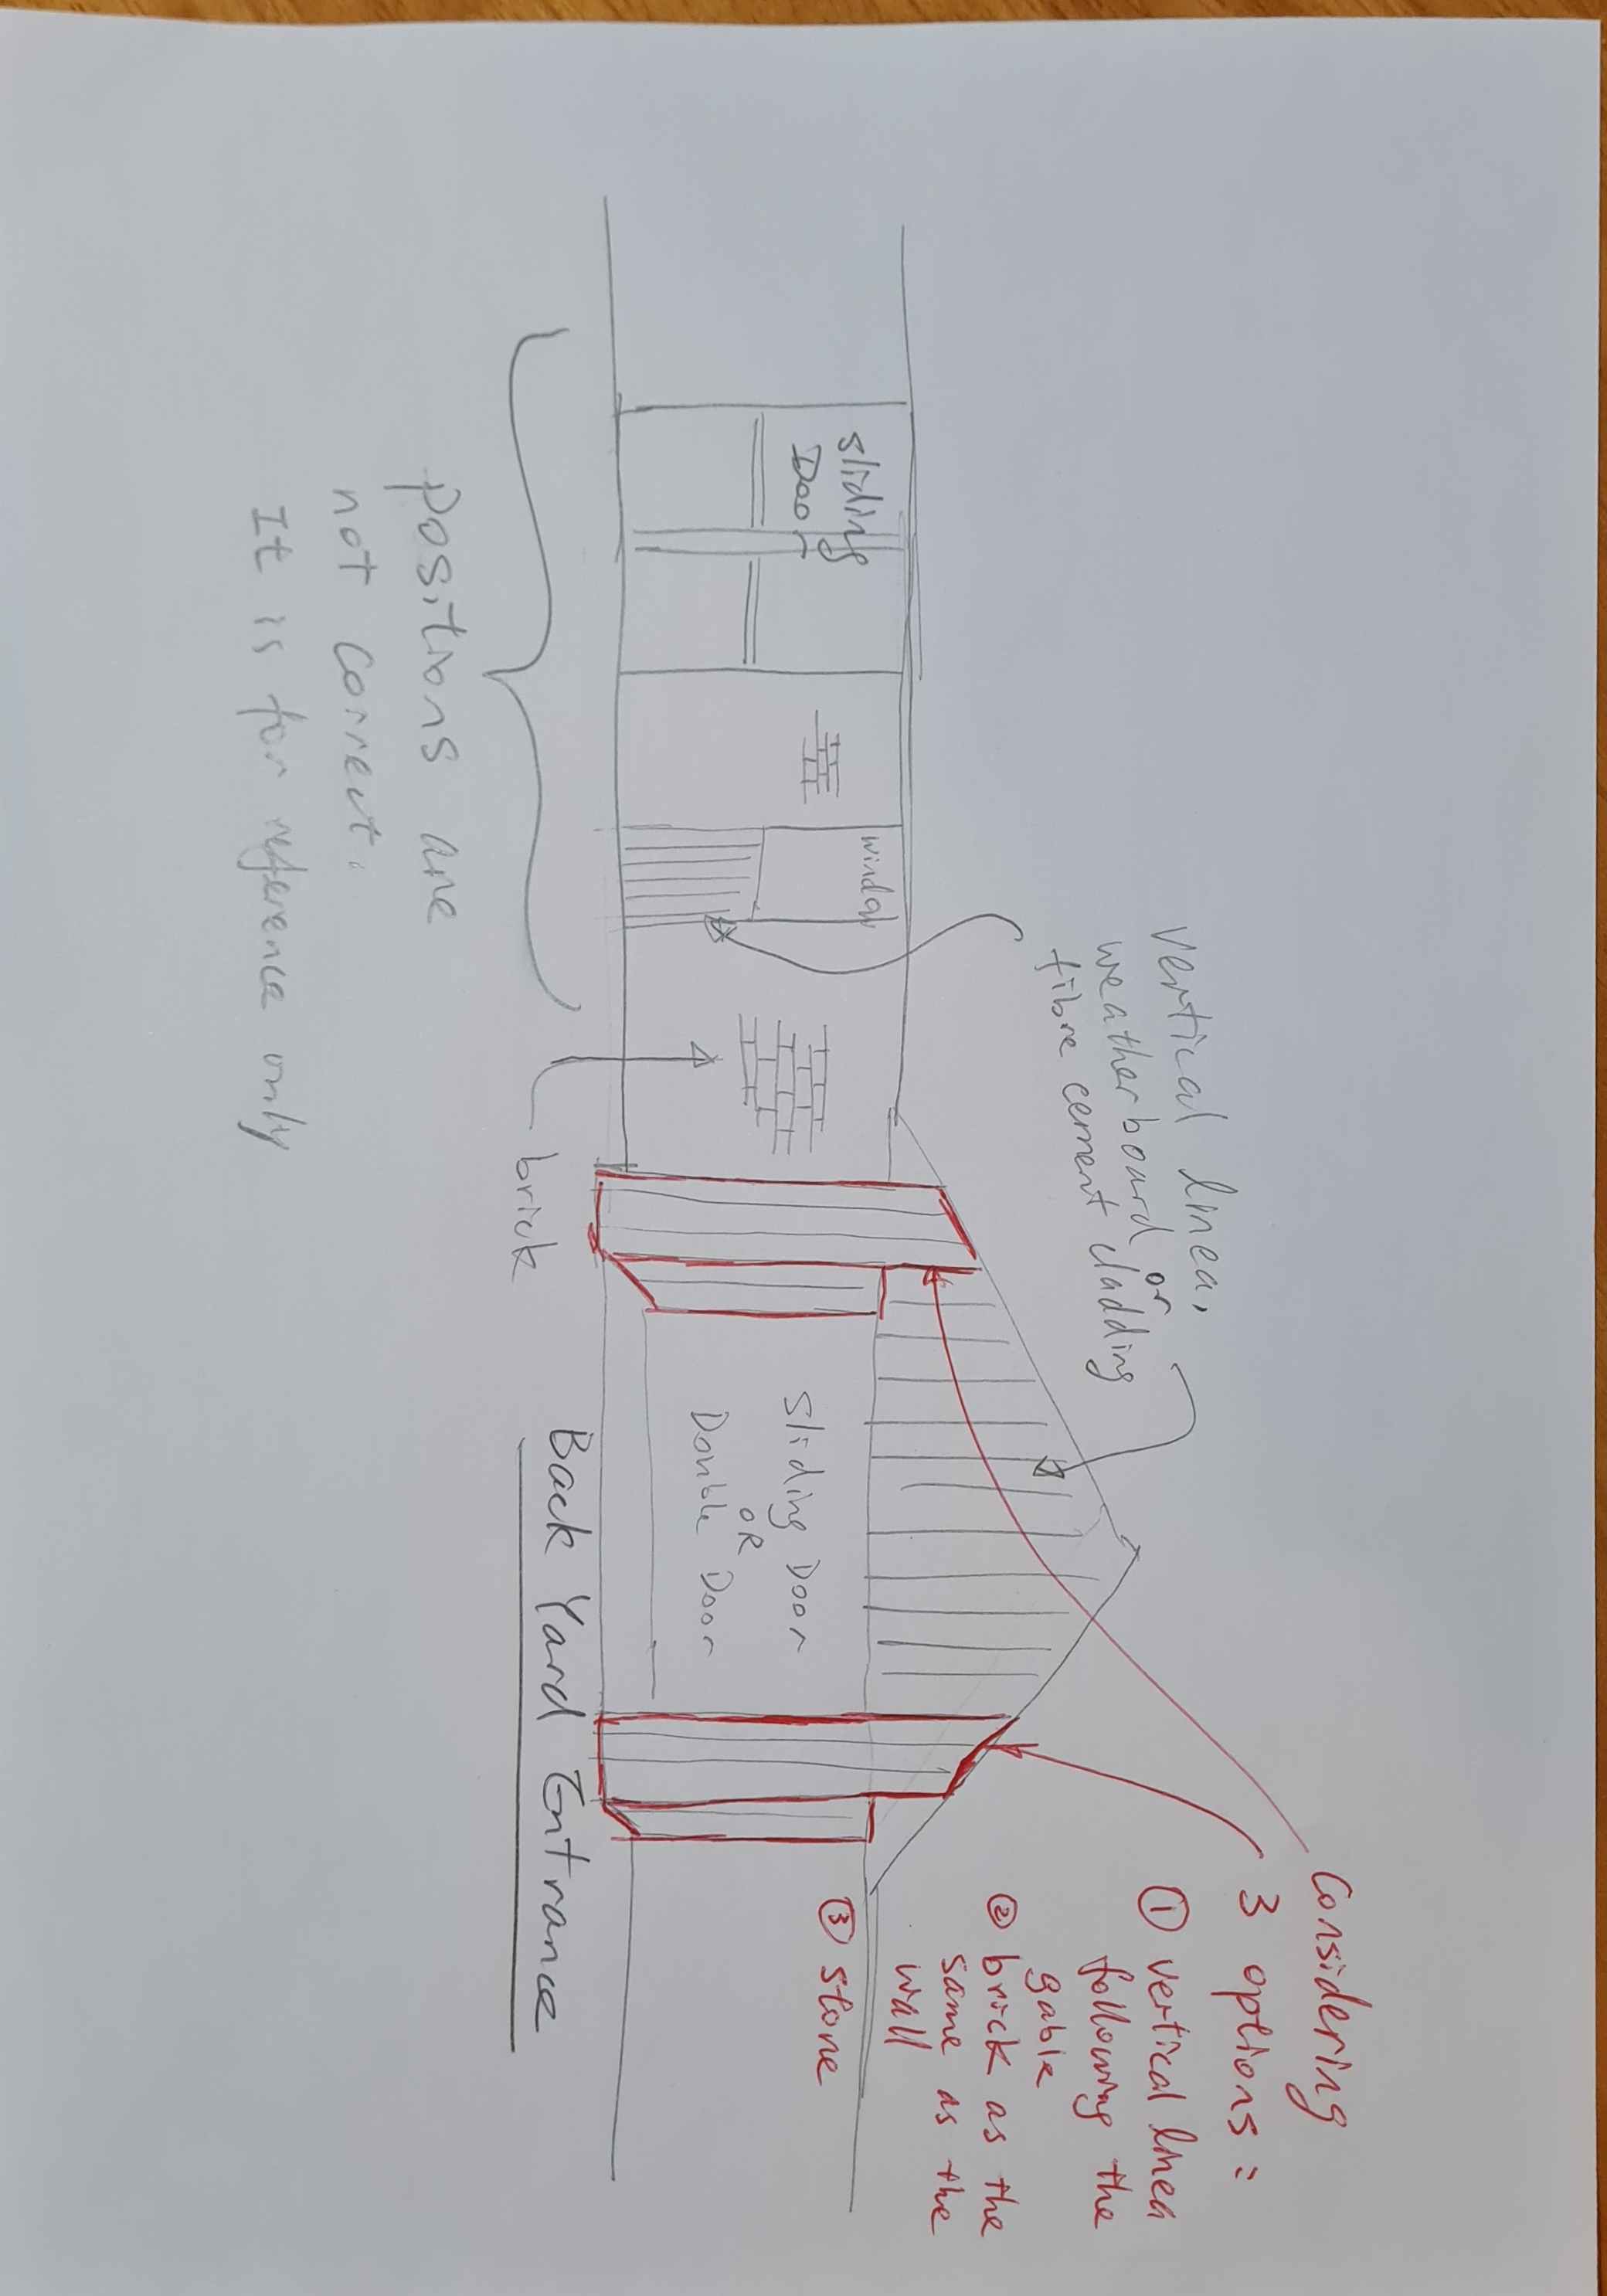 Considering
3 options :
① vertical linea
following the
gable
② brick as the
same as the
wall
③ stone
vertical linea,
weatherboard or
fibre cement cladding
sliding
Door
window
Sliding Door
OR
Double Door
Back Yard Entrance
brick
positions are
not correct.
It is for reference only